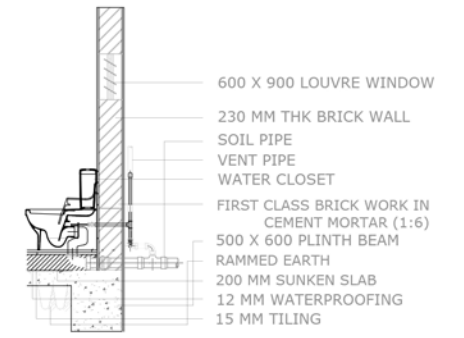 600 X 900 LOUVRE WINDOW
230 MM THK BRICK WALL
SOIL PIPE
VENT PIPE
WATER CLOSET
FIRST CLASS BRICK WORK IN
CEMENT MORTAR (1:6)
500 X 600 PLINTH BEAM
RAMMED EARTH
200 MM SUNKEN SLAB
12 MM WATERPROOFING
15 MM TILING